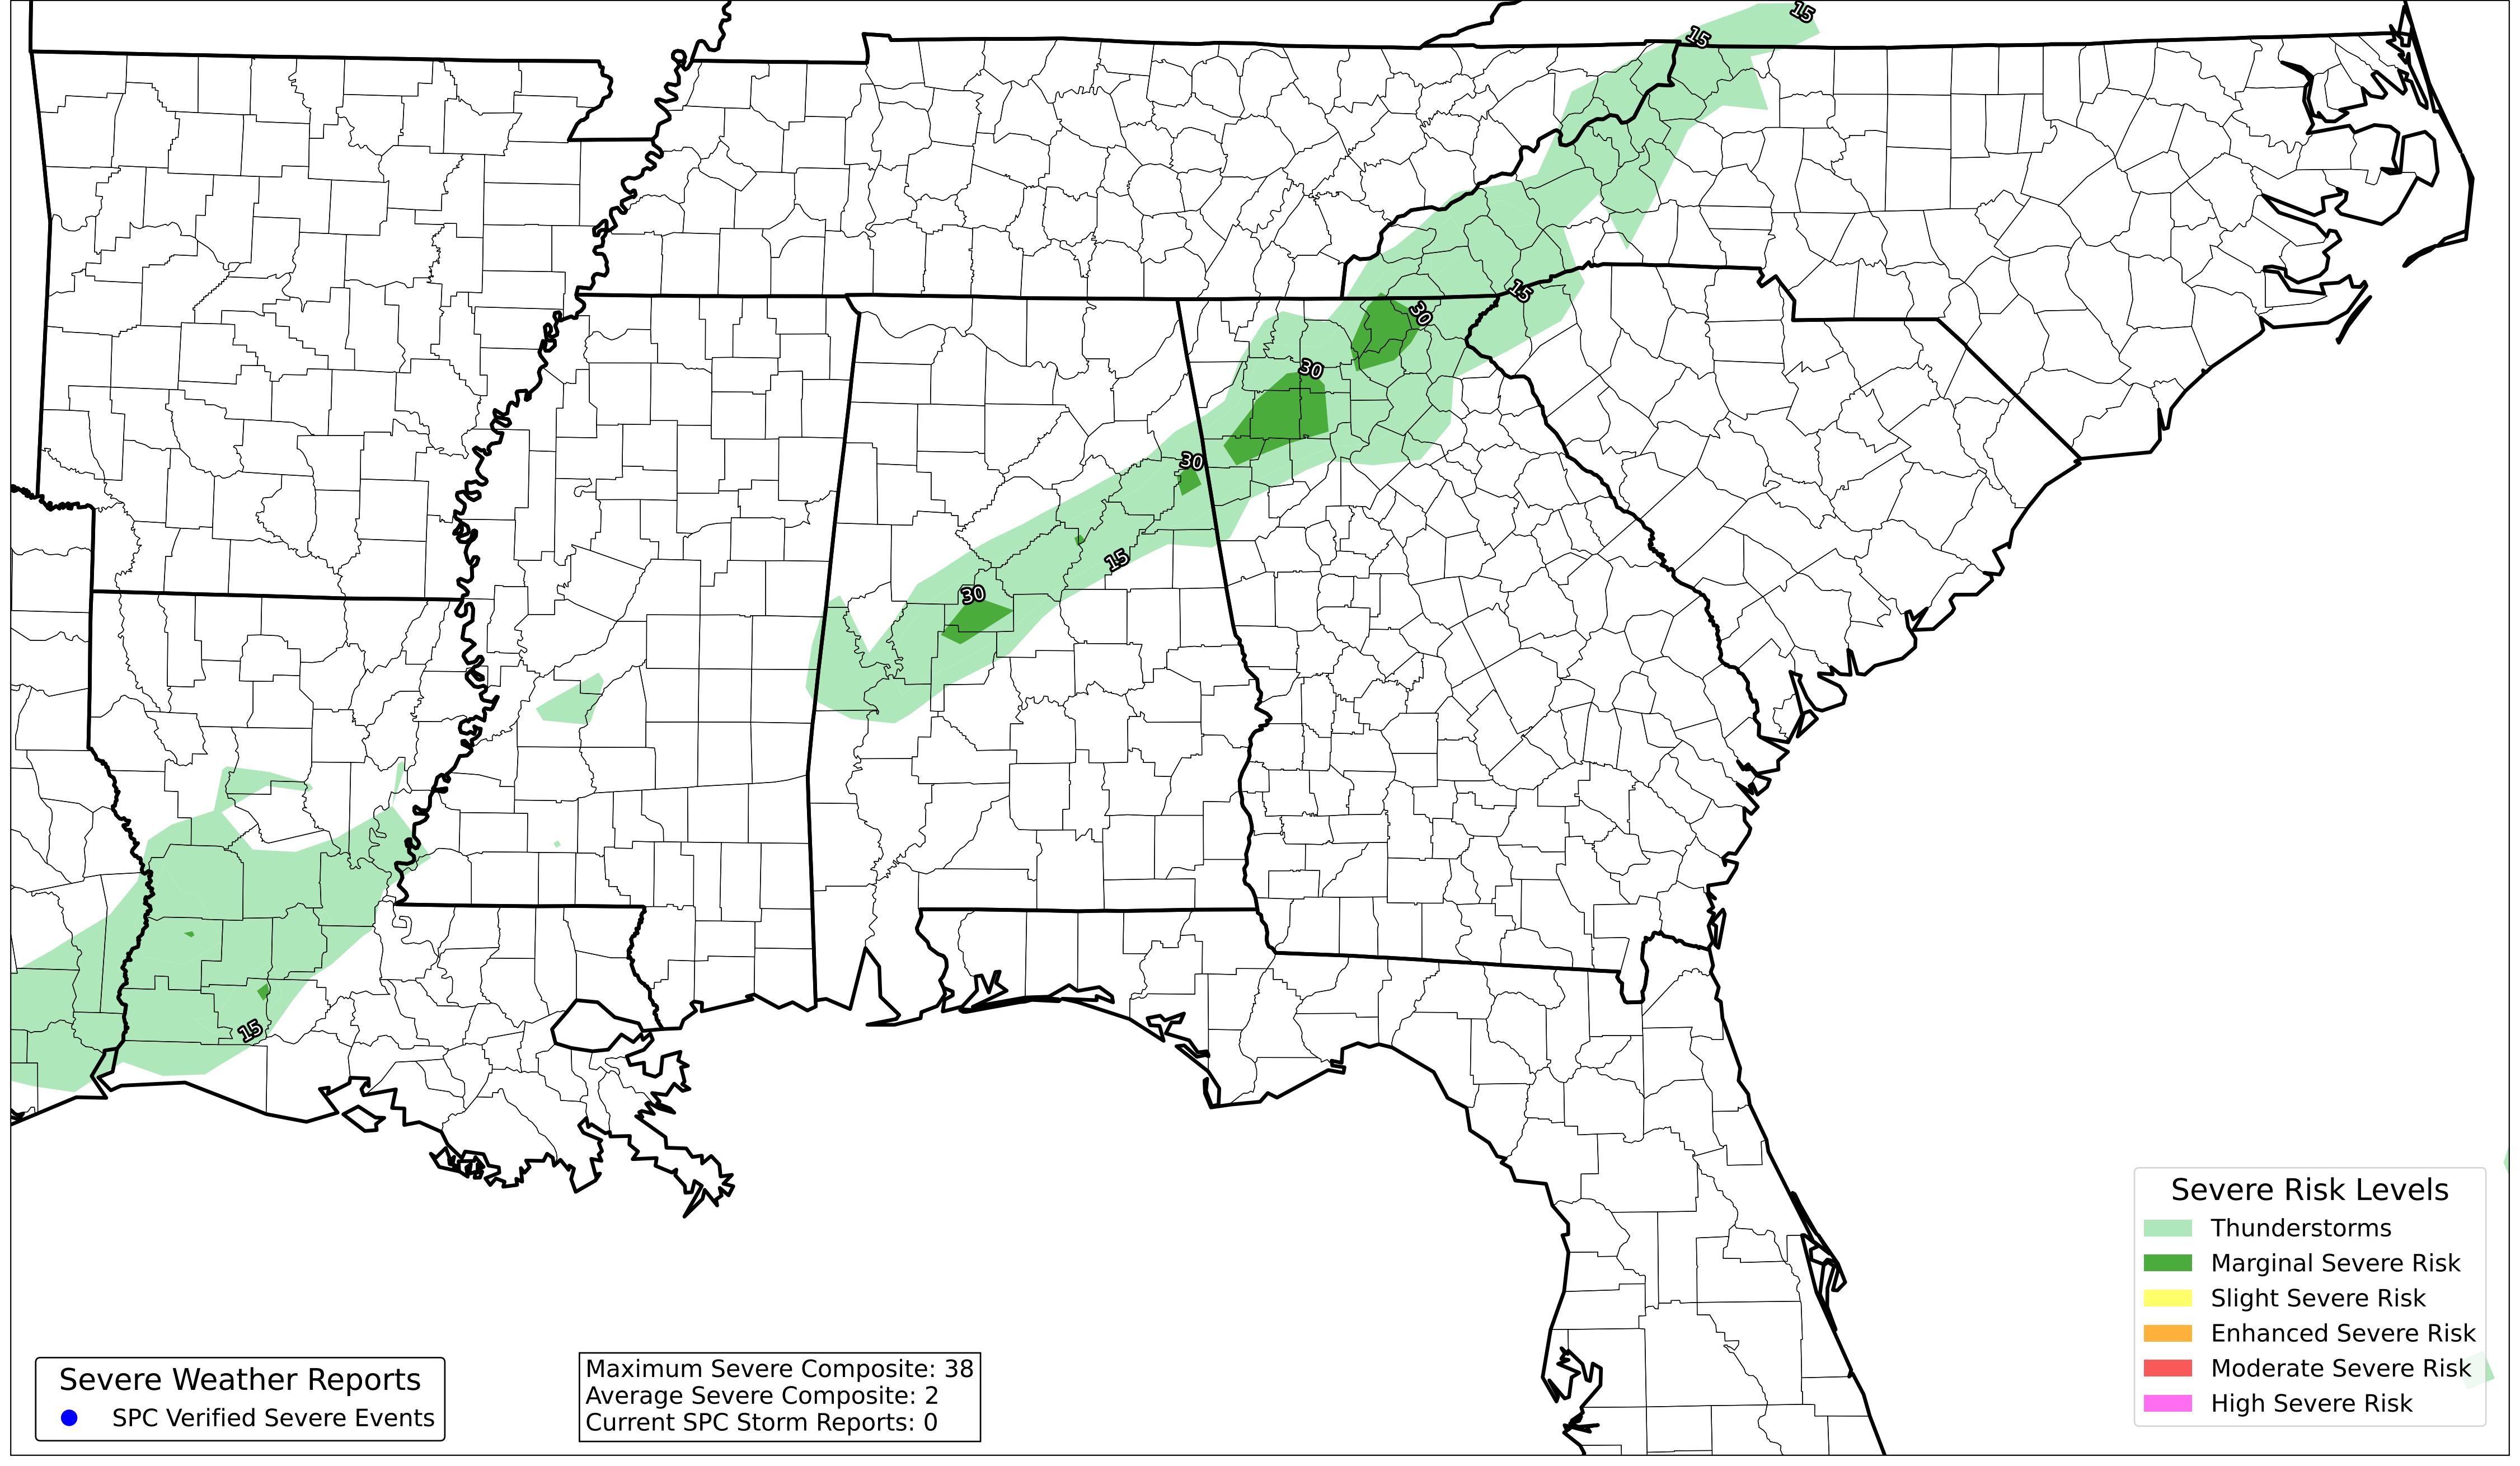 15
15
15
30
30
30
15
30
15
Severe Risk Levels
Thunderstorms
Marginal Severe Risk
Slight Severe Risk
Enhanced Severe Risk
Moderate Severe Risk
High Severe Risk
Severe Weather Reports
SPC Verified Severe Events
Maximum Severe Composite: 38
Average Severe Composite: 2
Current SPC Storm Reports: 0